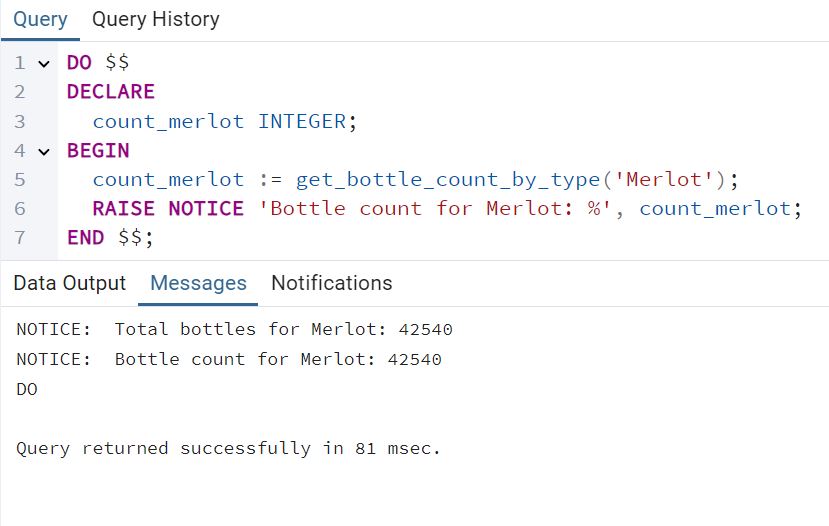 Query Query History
1 DO $$
2 DECLARE
3 count_merlot INTEGER;
4 BEGIN
5 count_merlot := get_bottle_count_by_type('Merlot');
6 RAISE NOTICE 'Bottle count for Merlot: %', count_merlot;
7 END $$;
Data Output Messages Notifications
NOTICE: Total bottles for Merlot: 42540
NOTICE: Bottle count for Merlot: 42540
DO
Query returned successfully in 81 msec.